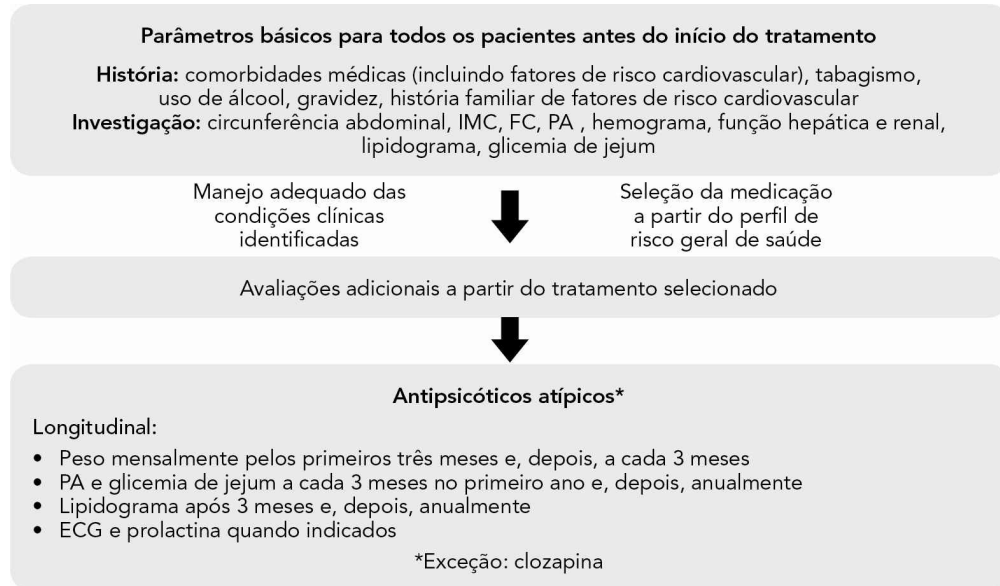 Parâmetros básicos para todos os pacientes antes do início do tratamento
História: comorbidades médicas (incluindo fatores de risco cardiovascular), tabagismo,
uso de álcool, gravidez, história familiar de fatores de risco cardiovascular
Investigação: circunferência abdominal, IMC, FC, PA , hemograma, função hepática e renal,
lipidograma, glicemia de jejum
Manejo adequado das
condições clínicas
identificadas
Seleção da medicação
a partir do perfil de
risco geral de saúde
Avaliações adicionais a partir do tratamento selecionado
Antipsicóticos atípicos*
Longitudinal:
• Peso mensalmente pelos primeiros três meses e, depois, a cada 3 meses
• PA e glicemia de jejum a cada 3 meses no primeiro ano e, depois, anualmente
• Lipidograma após 3 meses e, depois, anualmente
• ECG e prolactina quando indicados
*Exceção: clozapina